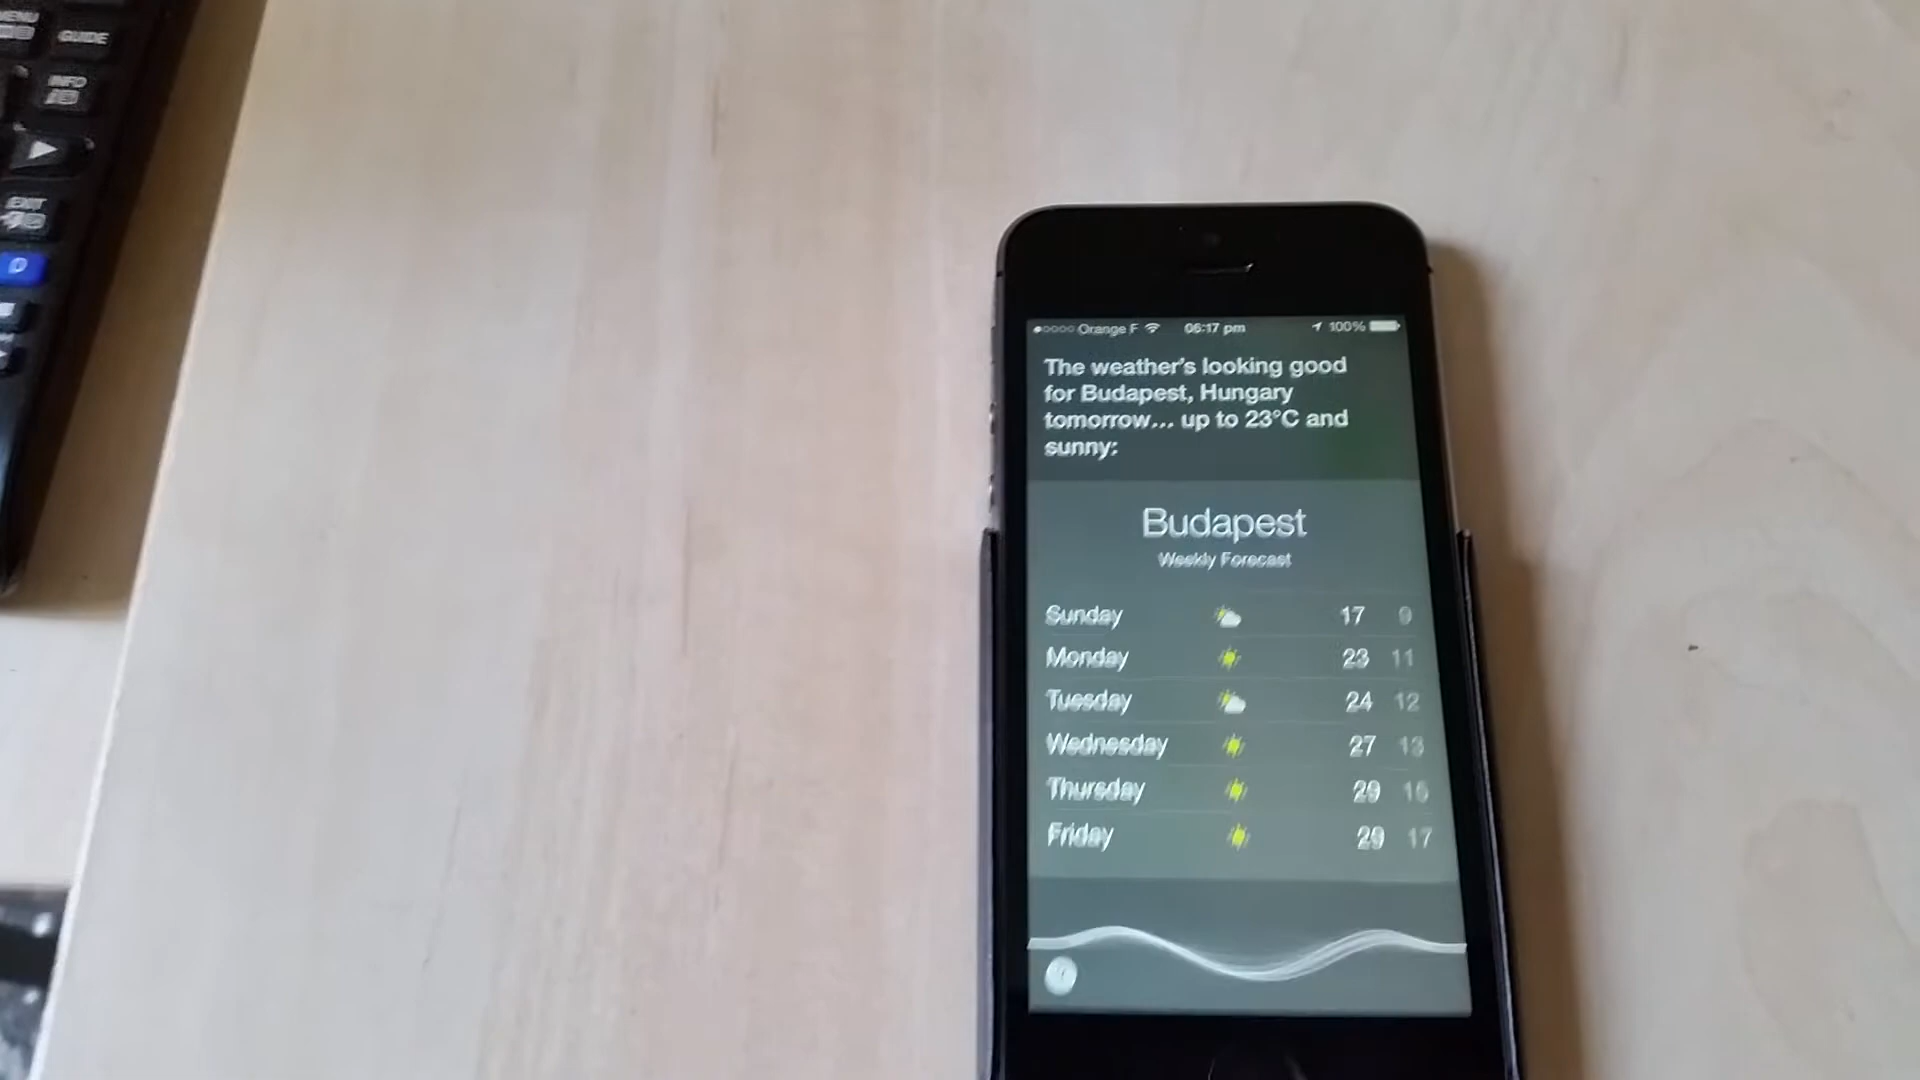 MENU
GUIDE
INFO
EXIT
D
Orange F 06:17 pm 100%
The weather's looking good
for Budapest, Hungary
tomorrow... up to 23°C and
sunny:
Budapest
Weekly Forecast
Sunday 17 9
Monday 23 11
Tuesday 24 12
Wednesday 27 13
Thursday 29
Friday 29 17
?